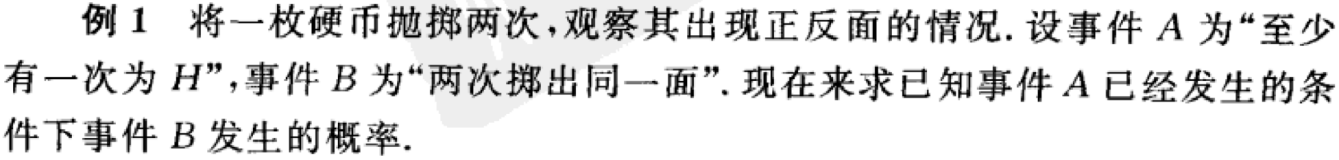 例 1 将一枚硬币抛掷两次,观察其出现正反面的情况. 设事件 A 为“至少
有一次为 H”,事件 B 为“两次掷出同一面”. 现在来求已知事件 A 已经发生的条
件下事件 B 发生的概率.